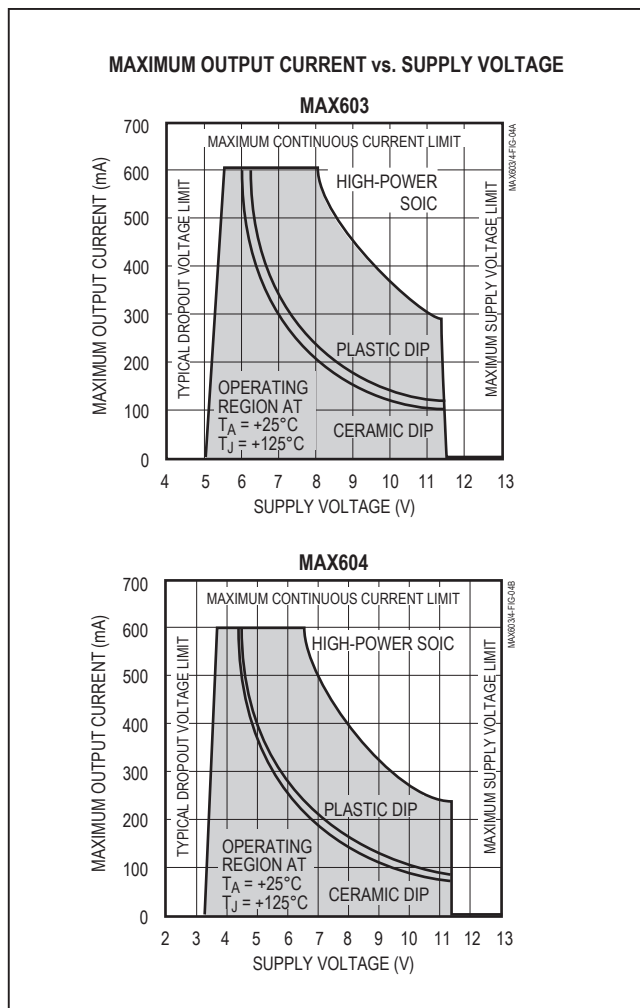 MAXIMUM OUTPUT CURRENT vs. SUPPLY VOLTAGE
MAX603
700
600
500
400
300
200
100
0
MAXIMUM OUTPUT CURRENT (mA)
MAXIMUM CONTINUOUS CURRENT LIMIT
HIGH-POWER
SOIC
TYPICAL DROPOUT VOLTAGE LIMIT
MAXIMUM SUPPLY VOLTAGE LIMIT
MAX603/4-FIG-04A
PLASTIC DIP
OPERATING
REGION AT
TA = +25°C
TJ = +125°C
CERAMIC DIP
4 5 6 7 8 9 10 11 12 13
SUPPLY VOLTAGE (V)
MAX604
700
600
500
400
300
200
100
0
MAXIMUM OUTPUT CURRENT (mA)
MAXIMUM CONTINUOUS CURRENT LIMIT
HIGH-POWER SOIC
TYPICAL DROPOUT VOLTAGE LIMIT
MAXIMUM SUPPLY VOLTAGE LIMIT
MAX603/4-FIG-04B
PLASTIC DIP
OPERATING
REGION AT
TA = +25°C
TJ = +125°C
CERAMIC DIP
2 3 4 5 6 7 8 9 10 11 12 13
SUPPLY VOLTAGE (V)